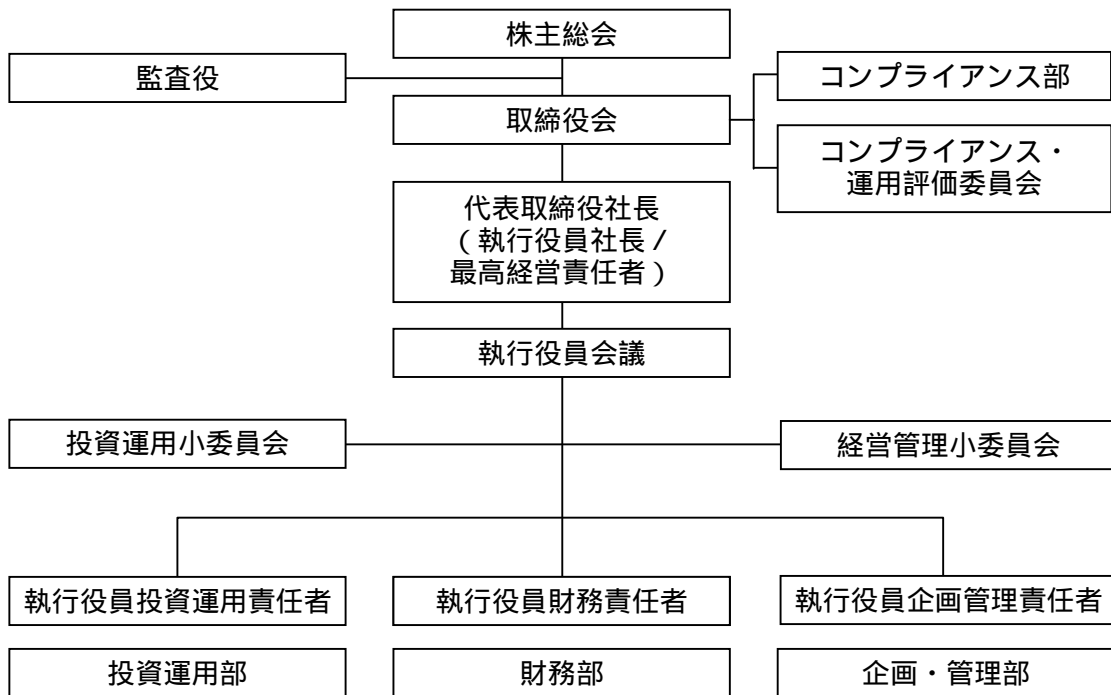 株主総会
監査役
コンプライアンス部
取締役会
コンプライアンス・
運用評価委員会
代表取締役社長
(執行役員社長/
最高経営責任者)
執行役員会議
投資運用小委員会
経営管理小委員会
執行役員投資運用責任者
執行役員財務責任者
執行役員企画管理責任者
投資運用部
財務部
企画・管理部